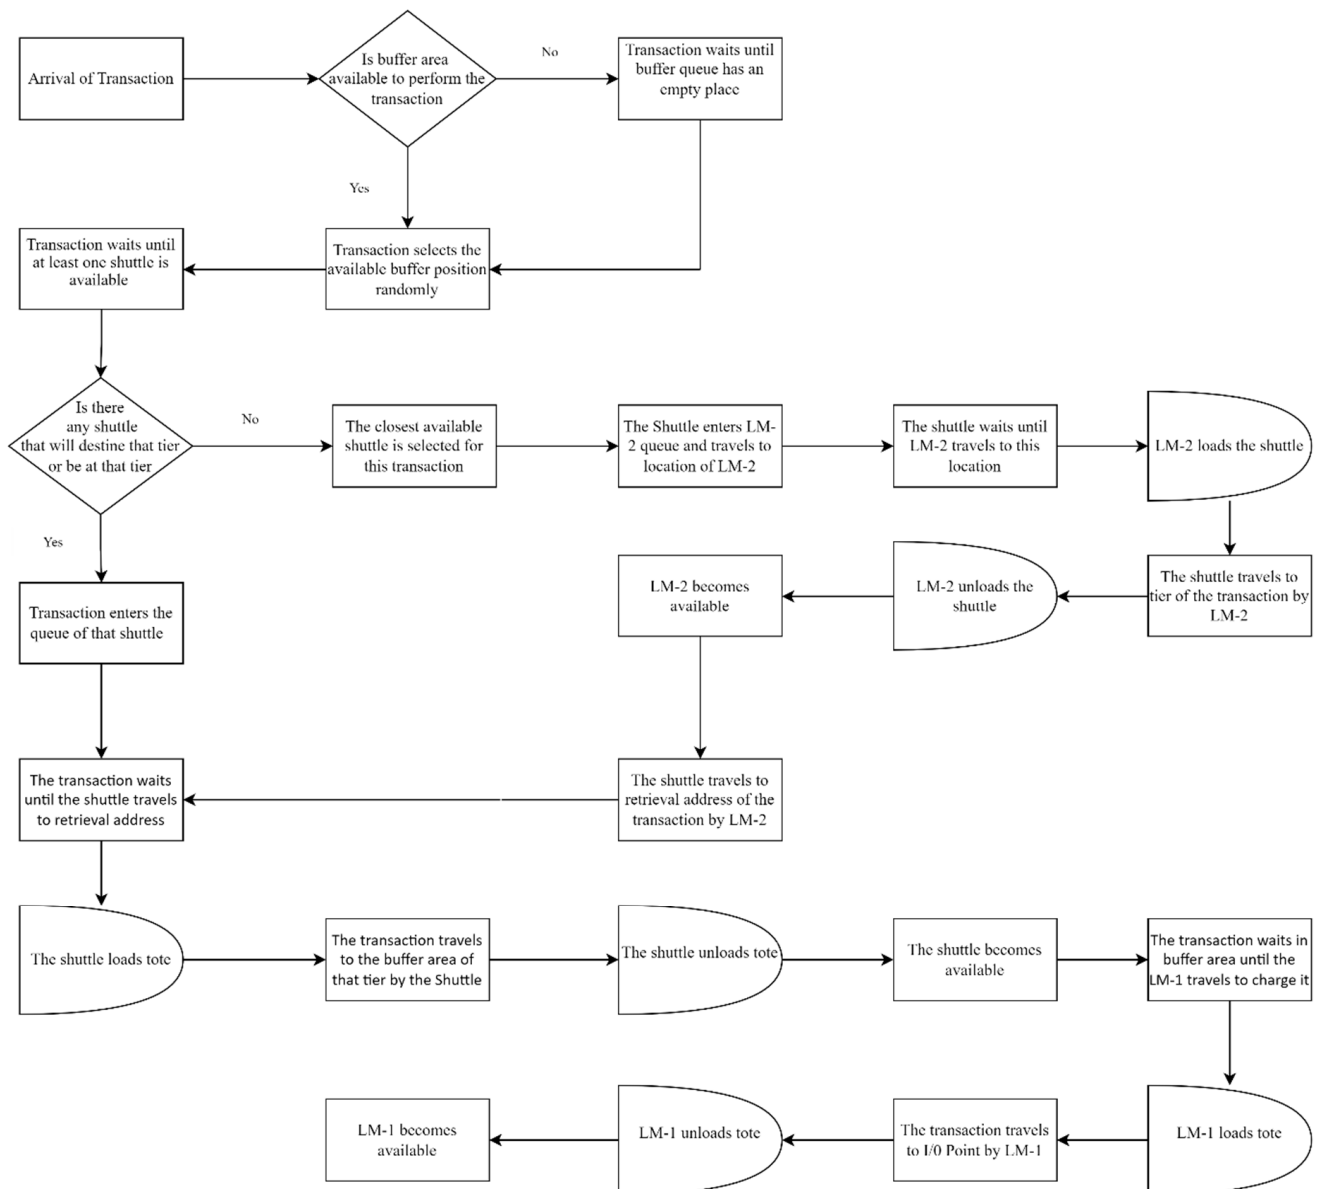 Arrival of Transaction
Is buffer area
available to perform the
transaction
No
Transaction waits until
buffer queue has an
empty place
Yes
Transaction waits until
at least one shuttle is
available
Transaction selects the
available buffer position
randomly
Is there
any shuttle
that will destine that tier
or be at that tier
No
The closest available
shuttle is selected for
this transaction
The Shuttle enters LM-
2 queue and travels to
location of LM-2
The shuttle waits until
LM-2 travels to this
location
LM-2 loads the shuttle
Yes
Transaction enters the
queue of that shuttle
LM-2 becomes
available
LM-2 unloads the
shuttle
The shuttle travels to
tier of the transaction by
LM-2
The transaction waits
until the shuttle travels
to retrieval address
The shuttle travels to
retrieval address of the
transaction by LM-2
The shuttle loads tote
The transaction travels
to the buffer area of
that tier by the Shuttle
The shuttle unloads tote
The shuttle becomes
available
The transaction waits in
buffer area until the
LM-1 travels to charge it
LM-1 becomes
available
LM-1 unloads tote
The transaction travels
to I/0 Point by LM-1
LM-1 loads tote